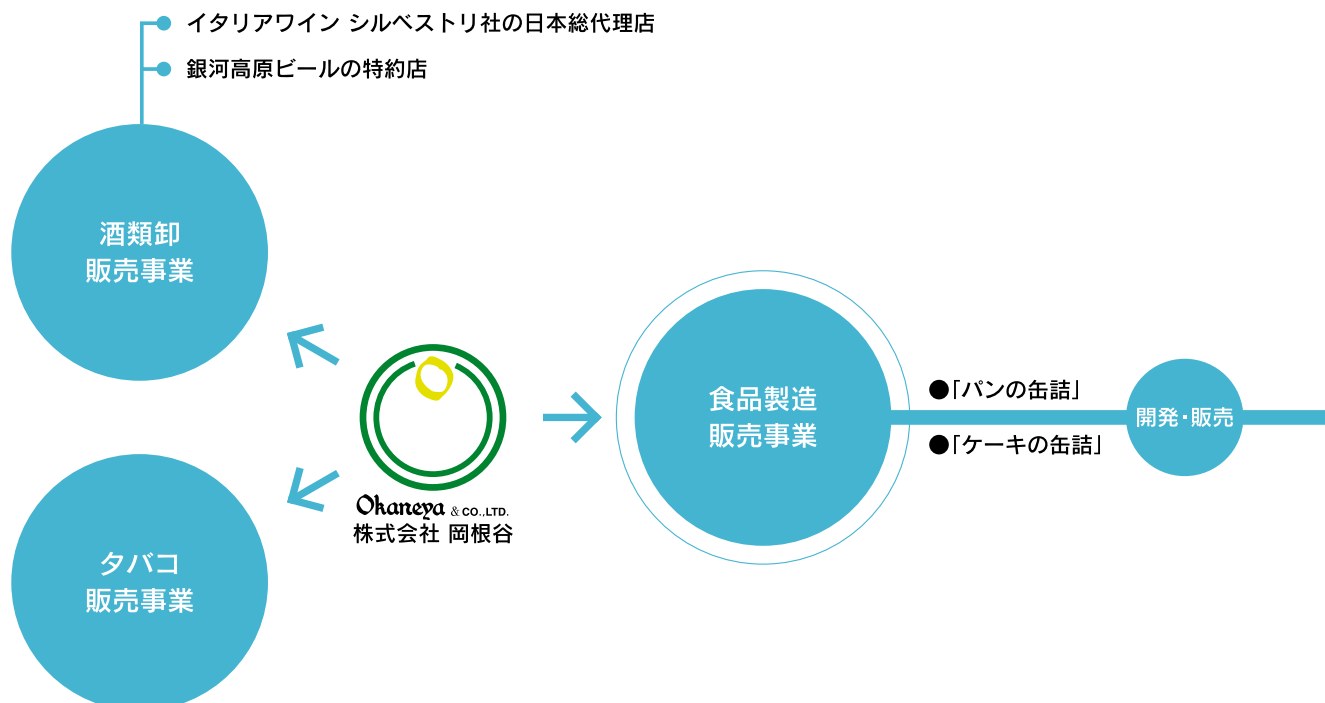 イタリアワイン シルベストリ社の日本総代理店
銀河高原ビールの特約店
酒類卸
販売事業
タバコ
販売事業
Okaneya & CO.,LTD.
株式会社 岡根谷
食品製造
販売事業
●「パンの缶詰」
●「ケーキの缶詰」
開発・販売